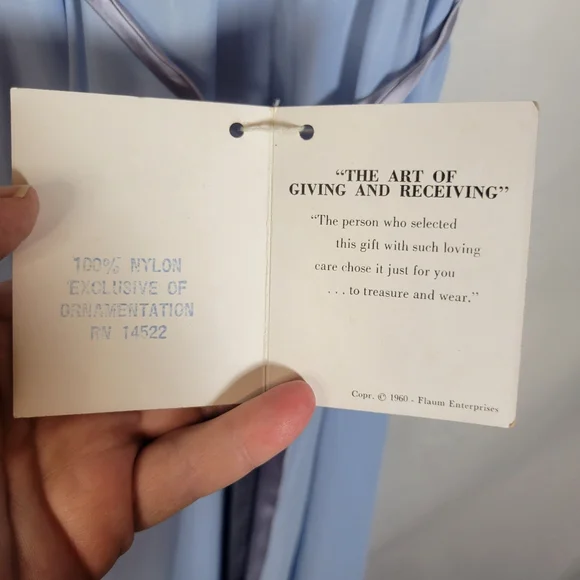 100% NYLON
EXCLUSIVE OF
ORNAMENTATION
RN 14522
“THE ART OF
GIVING AND RECEIVING”
“The person who selected
this gift with such loving
care chose it just for you
. . . to treasure and wear.”
Copr. © 1960 - Flaum Enterprises